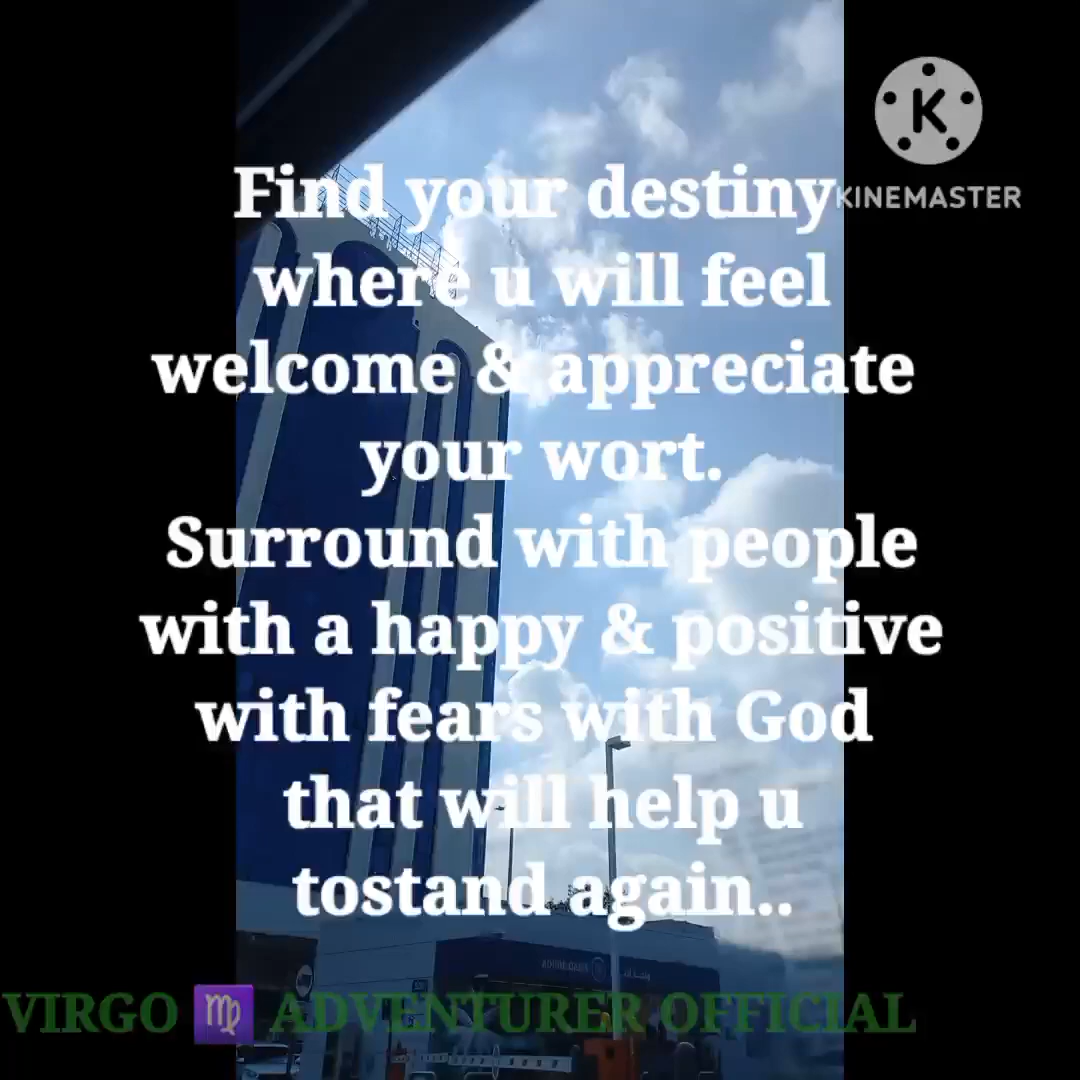 K
KINEMASTER
Find your destiny
where u will feel
welcome & appreciate
your wort.
Surround with people
with a happy & positive
with fears with God
that will help u
tostand again..
VIRGO ♍ ADVENTURER OFFICIAL